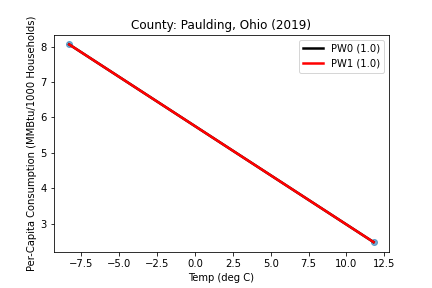 County: Paulding, Ohio (2019)
Per-Capita Consumption (MMBtu/1000 Households)
8
7
6
5
4
3
PW0 (1.0)
PW1 (1.0)
−7.5 −5.0 −2.5 0.0 2.5 5.0 7.5 10.0 12.5
Temp (deg C)